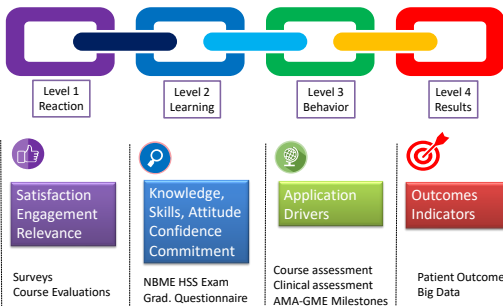 Level 1
Reaction
Level 2
Learning
Level 3
Behavior
Level 4
Results
Satisfaction
Engagement
Relevance
Knowledge,
Skills, Attitude
Confidence
Commitment
Application
Drivers
Outcomes
Indicators
Surveys
Course Evaluations
NBME HSS Exam
Grad. Questionnaire
Course assessment
Clinical assessment
AMA-GME Milestones
Patient Outcome
Big Data